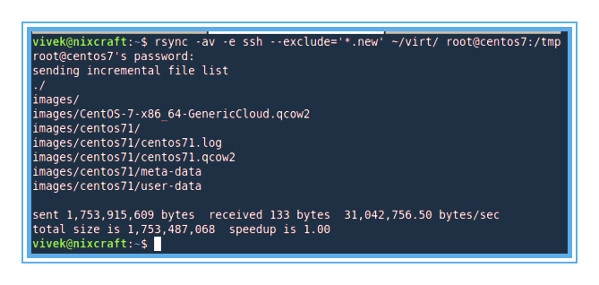 vivek@nixcraft:~$ rsync -av -e ssh --exclude='*.new' ~/virt/ root@centos7:/tmp
root@centos7's password:
sending incremental file list
./
images/
images/CentOS-7-x86_64-GenericCloud.qcow2
images/centos71/
images/centos71/centos71.log
images/centos71/centos71.qcow2
images/centos71/meta-data
images/centos71/user-data
sent 1,753,915,609 bytes  received 133 bytes  31,042,756.50 bytes/sec
total size is 1,753,487,068  speedup is 1.00
vivek@nixcraft:~$